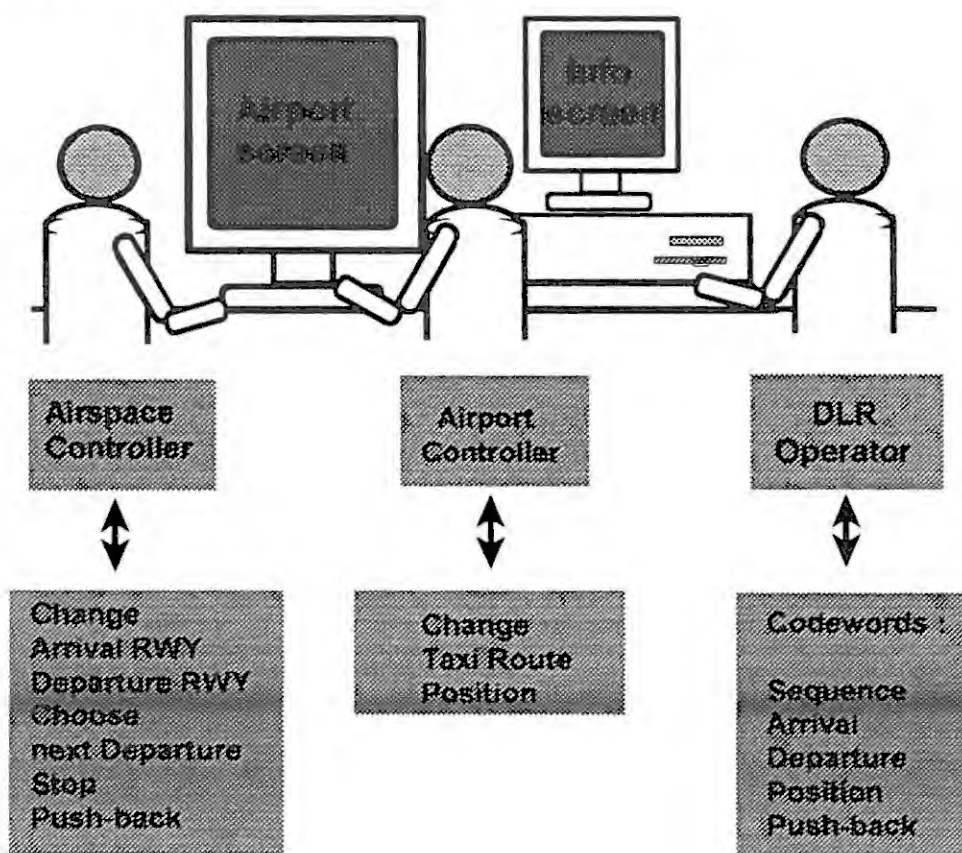 Airport
screen
Info
screen
Airspace
Controller
Airport
Controller
DLR
Operator
Change
Arrival RWY
Departure RWY
Choose
next Departure
Stop
Push-back
Change
Taxi Route
Position
Codewords :
Sequence
Arrival
Departure
Position
Push-back